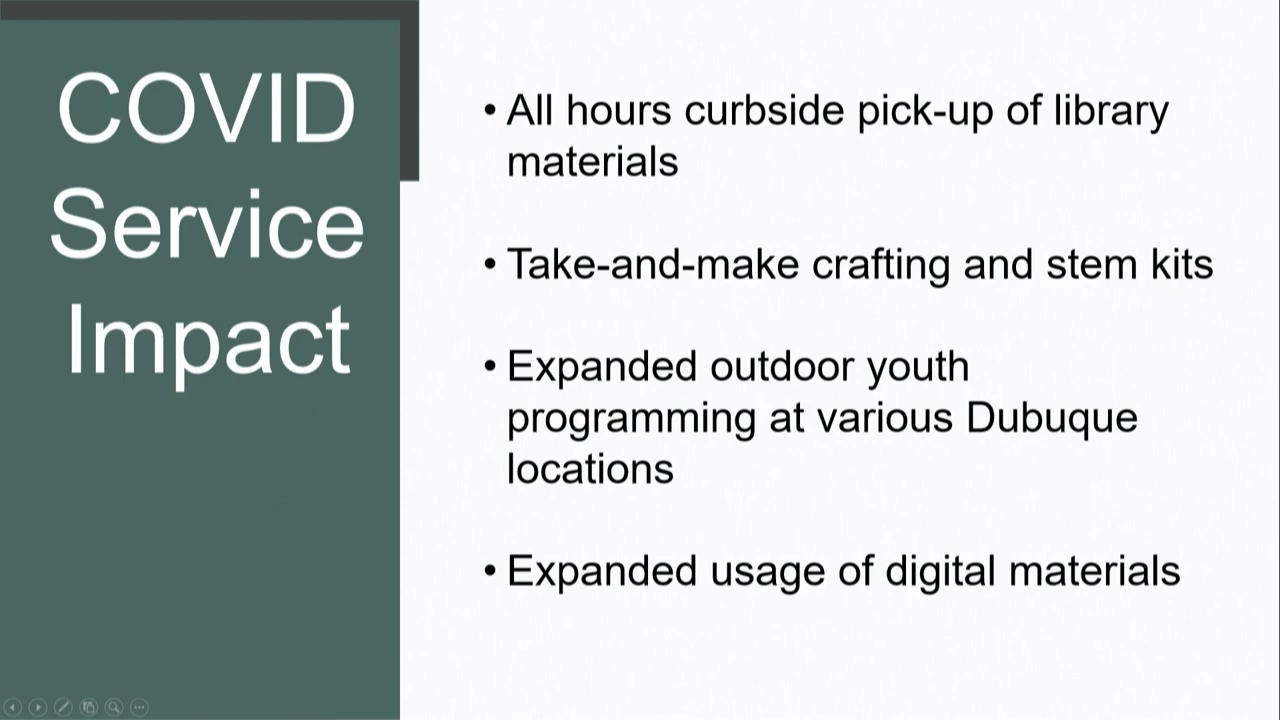 COVID
Service
Impact
• All hours curbside pick-up of library
materials
• Take-and-make crafting and stem kits
• Expanded outdoor youth
programming at various Dubuque
locations
• Expanded usage of digital materials